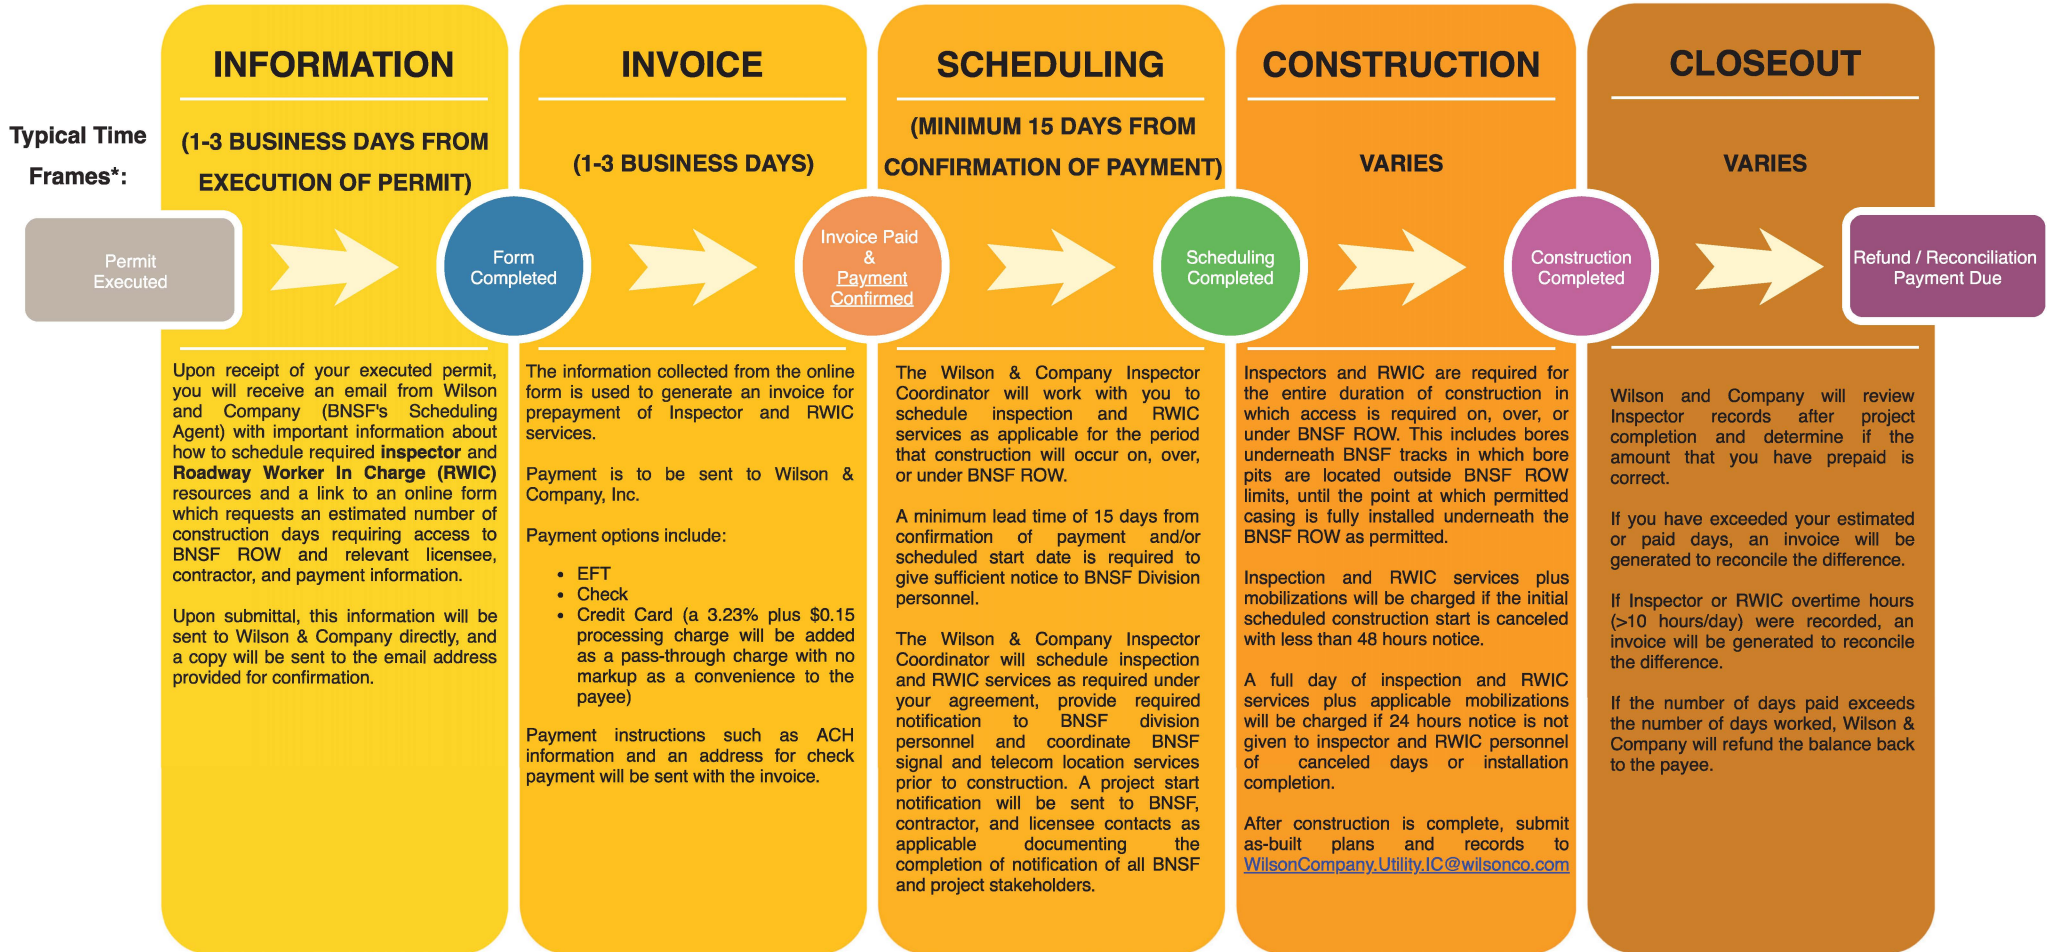 Typical Time
Frames*:
INFORMATION
(1-3 BUSINESS DAYS FROM
EXECUTION OF PERMIT)
INVOICE
(1-3 BUSINESS DAYS)
SCHEDULING
(MINIMUM 15 DAYS FROM
CONFIRMATION OF PAYMENT)
CONSTRUCTION
VARIES
CLOSEOUT
VARIES
Permit
Executed
Form
Completed
Invoice Paid
&
Payment
Confirmed
Scheduling
Completed
Construction
Completed
Refund / Reconciliation
Payment Due
Upon receipt of your executed permit,
you will receive an email from Wilson
and Company (BNSF's Scheduling
Agent) with important information about
how to schedule required inspector and
Roadway Worker In Charge (RWIC)
resources and a link to an online form
which requests an estimated number of
construction days requiring access to
BNSF ROW and relevant licensee,
contractor, and payment information.
Upon submittal, this information will be
sent to Wilson & Company directly, and
a copy will be sent to the email address
provided for confirmation.
The information collected from the online
form is used to generate an invoice for
prepayment of Inspector and RWIC
services.
Payment is to be sent to Wilson &
Company, Inc.
Payment options include:
• EFT
• Check
• Credit Card (a 3.23% plus $0.15
processing charge will be added
as a pass-through charge with no
markup as a convenience to the
payee)
Payment instructions such as ACH
information and an address for check
payment will be sent with the invoice.
The Wilson & Company Inspector
Coordinator will work with you to
schedule inspection and RWIC
services as applicable for the period
that construction will occur on, over,
or under BNSF ROW.
A minimum lead time of 15 days from
confirmation of payment and/or
scheduled start date is required to
give sufficient notice to BNSF Division
personnel.
The Wilson & Company Inspector
Coordinator will schedule inspection
and RWIC services as required under
your agreement, provide required
notification to BNSF division
personnel and coordinate BNSF
signal and telecom location services
prior to construction. A project start
notification will be sent to BNSF,
contractor, and licensee contacts as
applicable documenting the
completion of notification of all BNSF
and project stakeholders.
Inspectors and RWIC are required for
the entire duration of construction in
which access is required on, over, or
under BNSF ROW. This includes bores
underneath BNSF tracks in which bore
pits are located outside BNSF ROW
limits, until the point at which permitted
casing is fully installed underneath the
BNSF ROW as permitted.
Inspection and RWIC services plus
mobilizations will be charged if the initial
scheduled construction start is canceled
with less than 48 hours notice.
A full day of inspection and RWIC
services plus applicable mobilizations
will be charged if 24 hours notice is not
given to inspector and RWIC personnel
of canceled days or installation
completion.
After construction is complete, submit
as-built plans and records to
WilsonCompany.Utility.IC@wilsonco.com
Wilson and Company will review
Inspector records after project
completion and determine if the
amount that you have prepaid is
correct.
If you have exceeded your estimated
or paid days, an invoice will be
generated to reconcile the difference.
If Inspector or RWIC overtime hours
(>10 hours/day) were recorded, an
invoice will be generated to reconcile
the difference.
If the number of days paid exceeds
the number of days worked, Wilson &
Company will refund the balance back
to the payee.